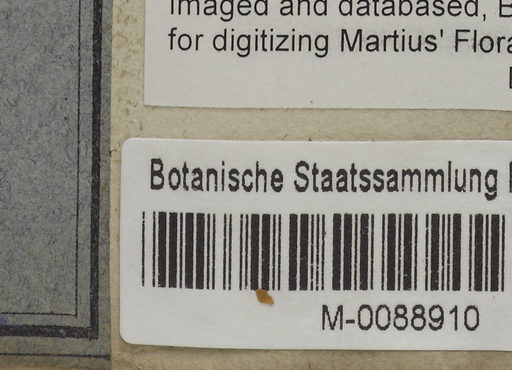 Imaged and databased,
for digitizing Martius' Flora
Botanische Staatssammlung
M-0088910